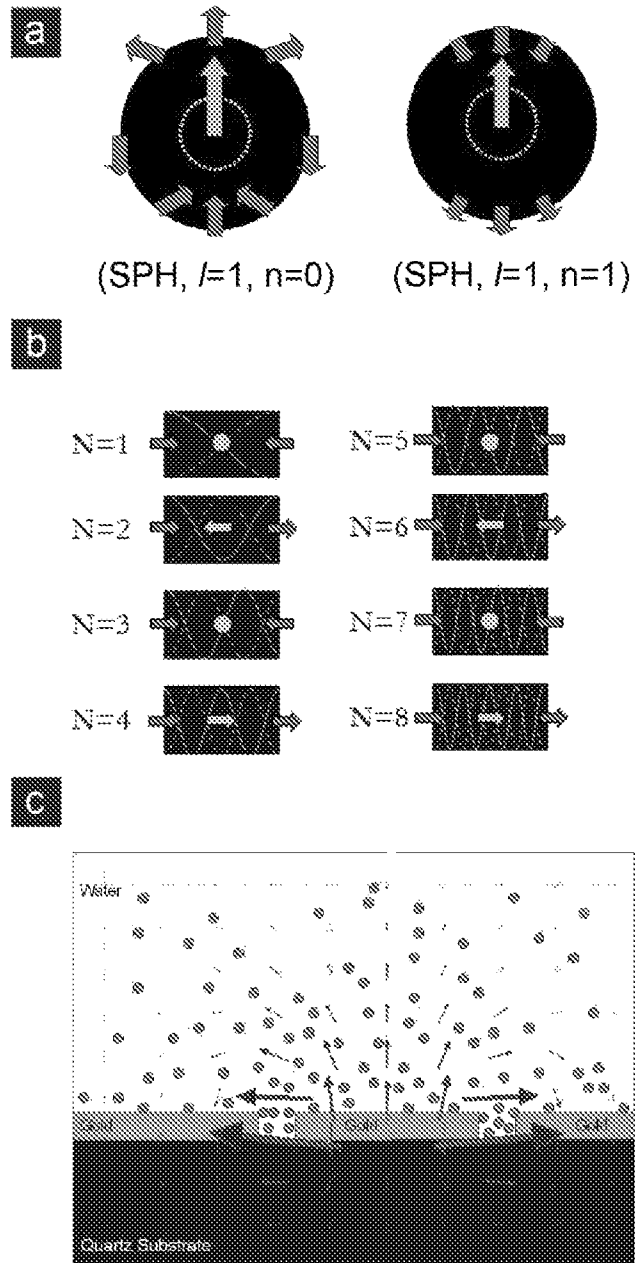 a
(SPH, l=1, n=0) (SPH, l=1, n=1)
b
N=1 N=5
N=2 N=6
N=3 N=7
N=4 N=8
c
Water
Gold Gold Gold
Quartz Substrate